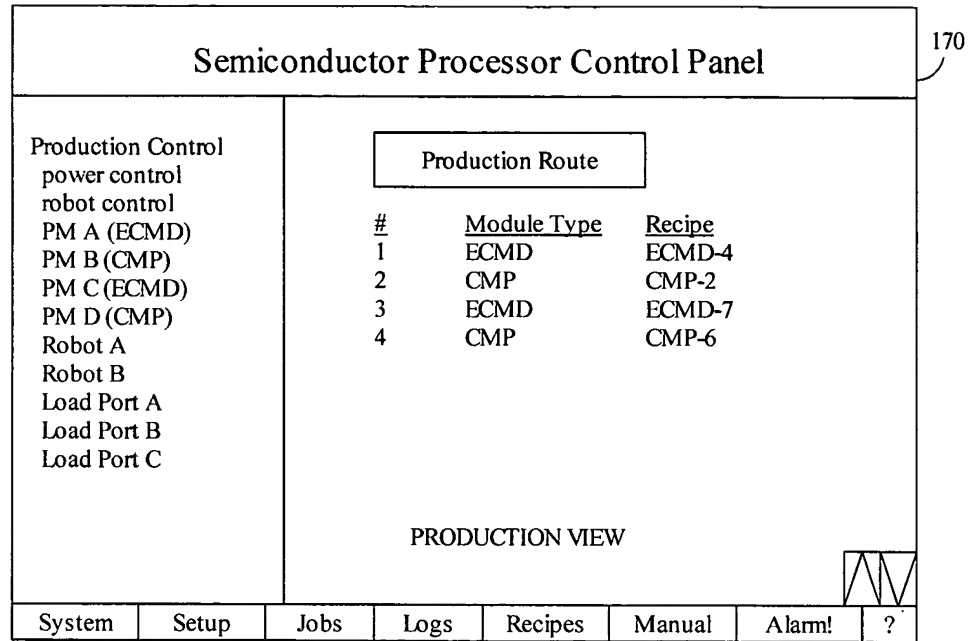 170
Semiconductor Processor Control Panel
Production Control
power control
robot control
PM A (ECMD)
PM B (CMP)
PM C (ECMD)
PM D (CMP)
Robot A
Robot B
Load Port A
Load Port B
Load Port C
Production Route
# Module Type Recipe
1 ECMD ECMD-4
2 CMP CMP-2
3 ECMD ECMD-7
4 CMP CMP-6
PRODUCTION VIEW
System Setup Jobs Logs Recipes Manual Alarm! ?